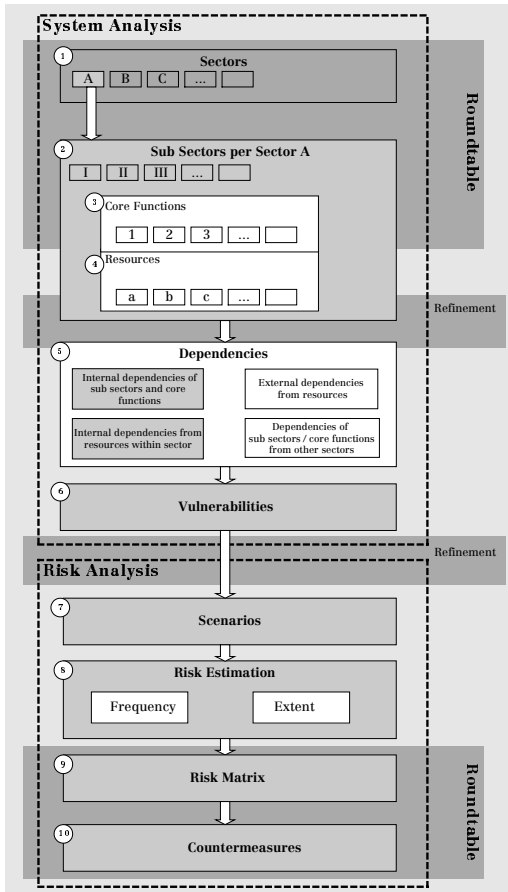 System Analysis
1
Sectors
A B C ...
Roundtable
2
Sub Sectors per Sector A
I II III ...
3
Core Functions
1 2 3 ...
4
Resources
a b c ...
Refinement
5
Dependencies
Internal dependencies of
sub sectors and core
functions
External dependencies
from resources
Internal dependencies from
resources within sector
Dependencies of
sub sectors / core functions
from other sectors
6
Vulnerabilities
Refinement
Risk Analysis
7
Scenarios
8
Risk Estimation
Frequency
Extent
9
Risk Matrix
Roundtable
10
Countermeasures